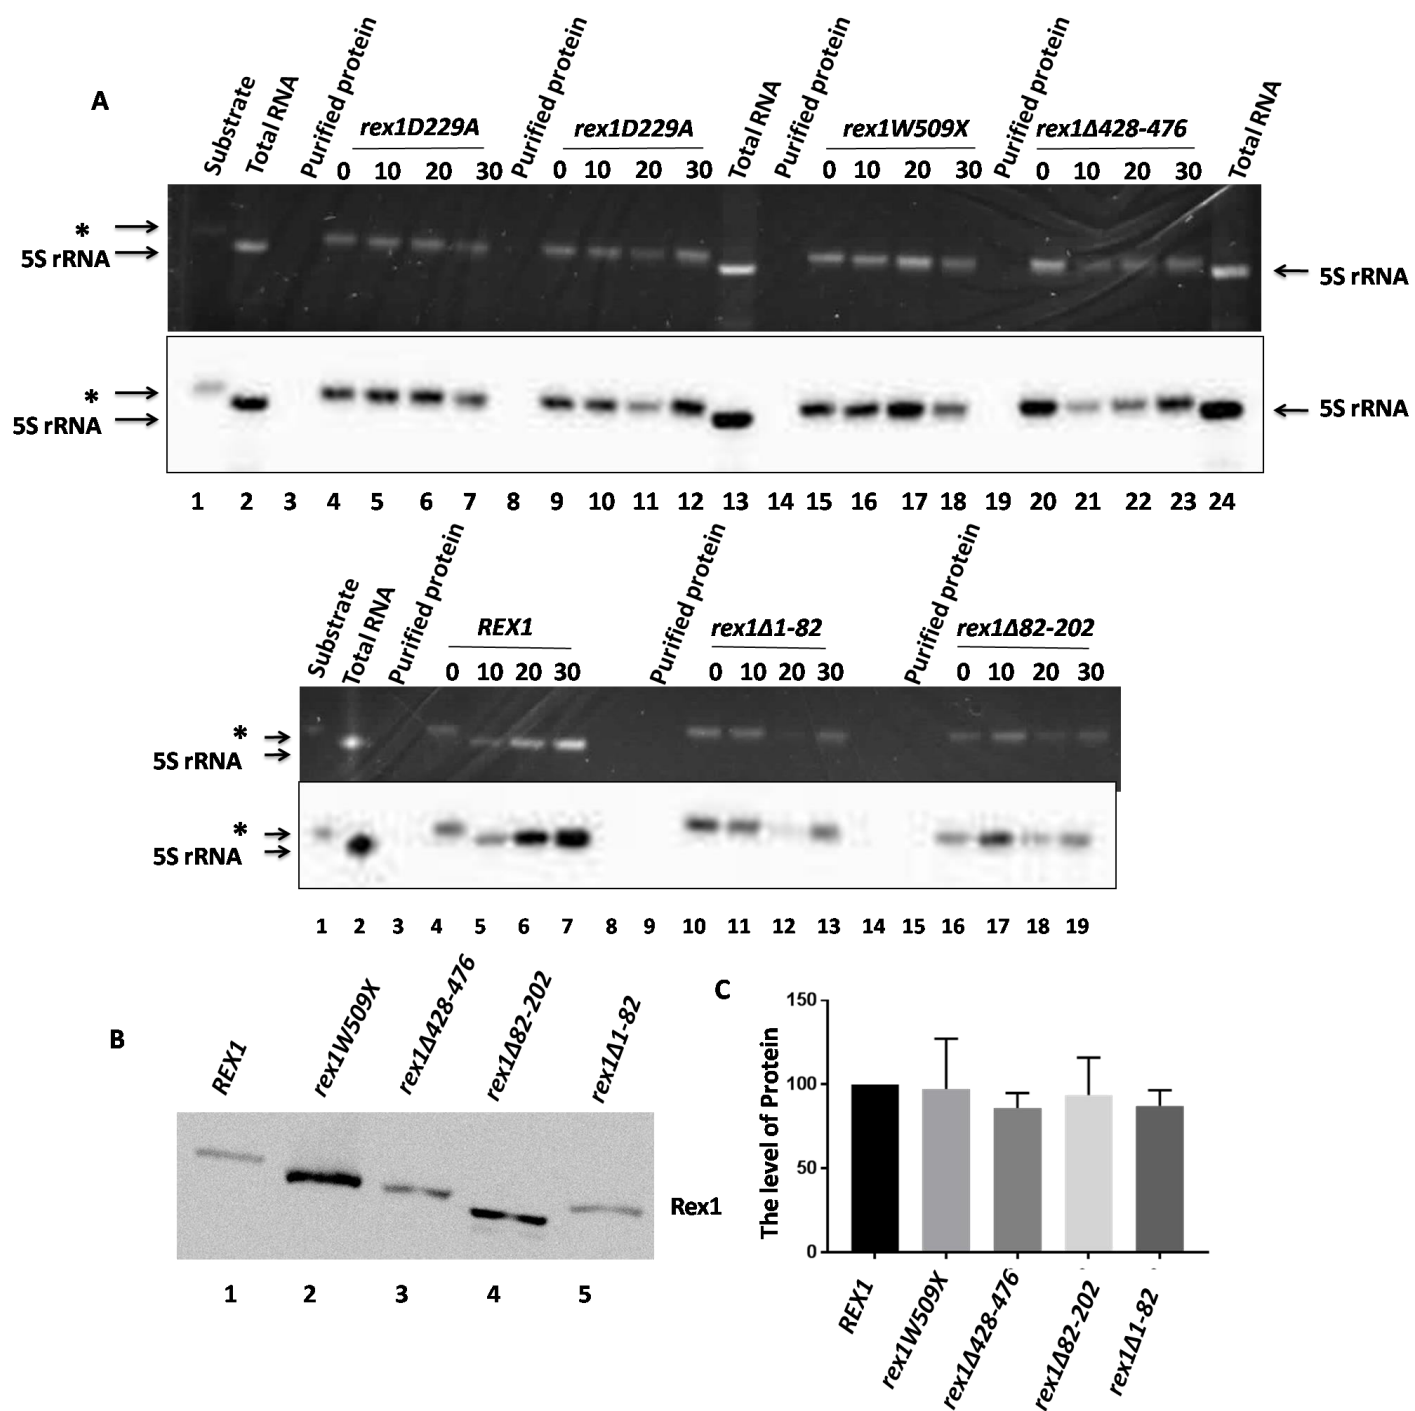 A
Substrate
Total RNA
Purified protein
rex1D229A
Purified protein
rex1D229A
Total RNA
Purified protein
rex1W509X
Purified protein
rex1Δ428-476
Total RNA
0 10 20 30 0 10 20 30 0 10 20 30 0 10 20 30
*
5S rRNA
5S rRNA
*
5S rRNA
5S rRNA
1 2 3 4 5 6 7 8 9 10 11 12 13 14 15 16 17 18 19 20 21 22 23 24
Substrate
Total RNA
Purified protein
REX1
Purified protein
rex1Δ1-82
Purified protein
rex1Δ82-202
0 10 20 30 0 10 20 30 0 10 20 30
*
5S rRNA
*
5S rRNA
1 2 3 4 5 6 7 8 9 10 11 12 13 14 15 16 17 18 19
B
REX1
rex1W509X
rex1Δ428-476
rex1Δ82-202
rex1Δ1-82
Rex1
1 2 3 4 5
C
The level of Protein
150
100
50
0
REX1
rex1W509X
rex1Δ428-476
rex1Δ82-202
rex1Δ1-82